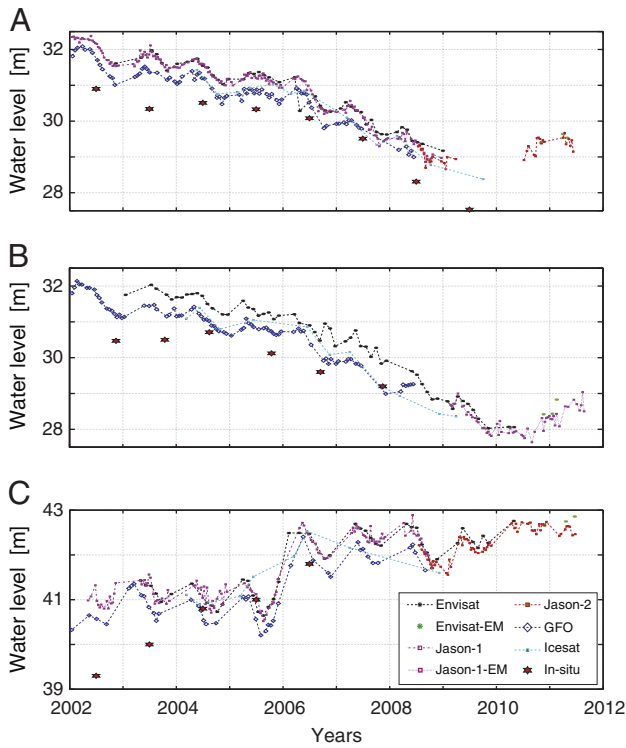 A
32
30
28
Water level [m]
B
32
30
28
Water level [m]
C
43
41
39
Water level [m]
Envisat
Envisat-EM
Jason-1
Jason-1-EM
Jason-2
GFO
Icesat
In-situ
2002 2004 2006 2008 2010 2012
Years